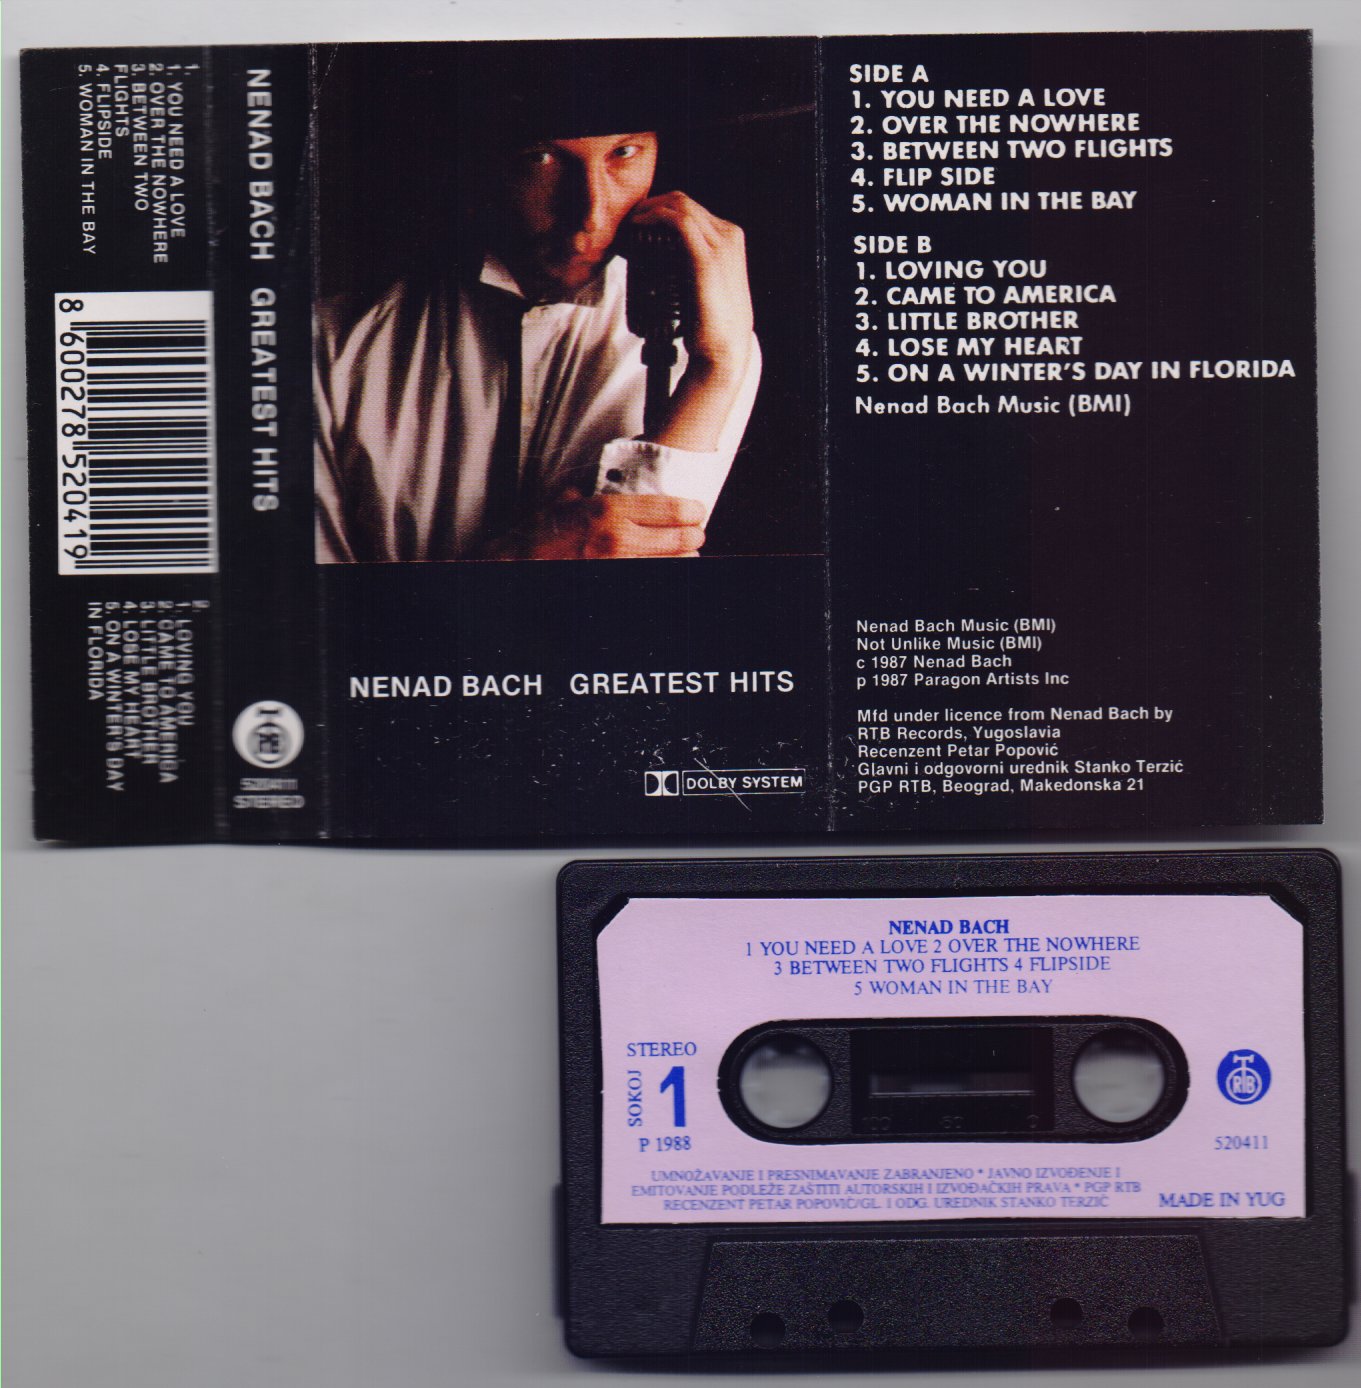 1.
1. YOU NEED A LOVE
2. OVER THE NOWHERE
3. BETWEEN TWO
FLIGHTS
4. FLIPSIDE
5. WOMAN IN THE BAY
8 600278 520419
2.
1. LOVING YOU
2. CAME TO AMERICA
3. LITTLE BROTHER
4. LOSE MY HEART
5. ON A WINTER'S DAY
IN FLORIDA
NENAD BACH GREATEST HITS
520411
STEREO
NENAD BACH GREATEST HITS
DOLBY SYSTEM
SIDE A
1. YOU NEED A LOVE
2. OVER THE NOWHERE
3. BETWEEN TWO FLIGHTS
4. FLIP SIDE
5. WOMAN IN THE BAY
SIDE B
1. LOVING YOU
2. CAME TO AMERICA
3. LITTLE BROTHER
4. LOSE MY HEART
5. ON A WINTER'S DAY IN FLORIDA
Nenad Bach Music (BMI)
Nenad Bach Music (BMI)
Not Unlike Music (BMI)
c 1987 Nenad Bach
p 1987 Paragon Artists Inc
Mfd under licence from Nenad Bach by
RTB Records, Yugoslavia
Recenzent Petar Popović
Glavni i odgovorni urednik Stanko Terzić
PGP RTB, Beograd, Makedonska 21
NENAD BACH
1 YOU NEED A LOVE 2 OVER THE NOWHERE
3 BETWEEN TWO FLIGHTS 4 FLIPSIDE
5 WOMAN IN THE BAY
STEREO
SOKOJ
1
P 1988
RTB
520411
100 50 0
UMNOŽAVANJE I PRESNIMAVANJE ZABRANJENO * JAVNO IZVOĐENJE I
EMITOVANJE PODLEŽE ZAŠTITI AUTORSKIH I IZVOĐAČKIH PRAVA * PGP RTB
RECENZENT PETAR POPOVIĆ/GL. I ODG. UREDNIK STANKO TERZIĆ
MADE IN YUG